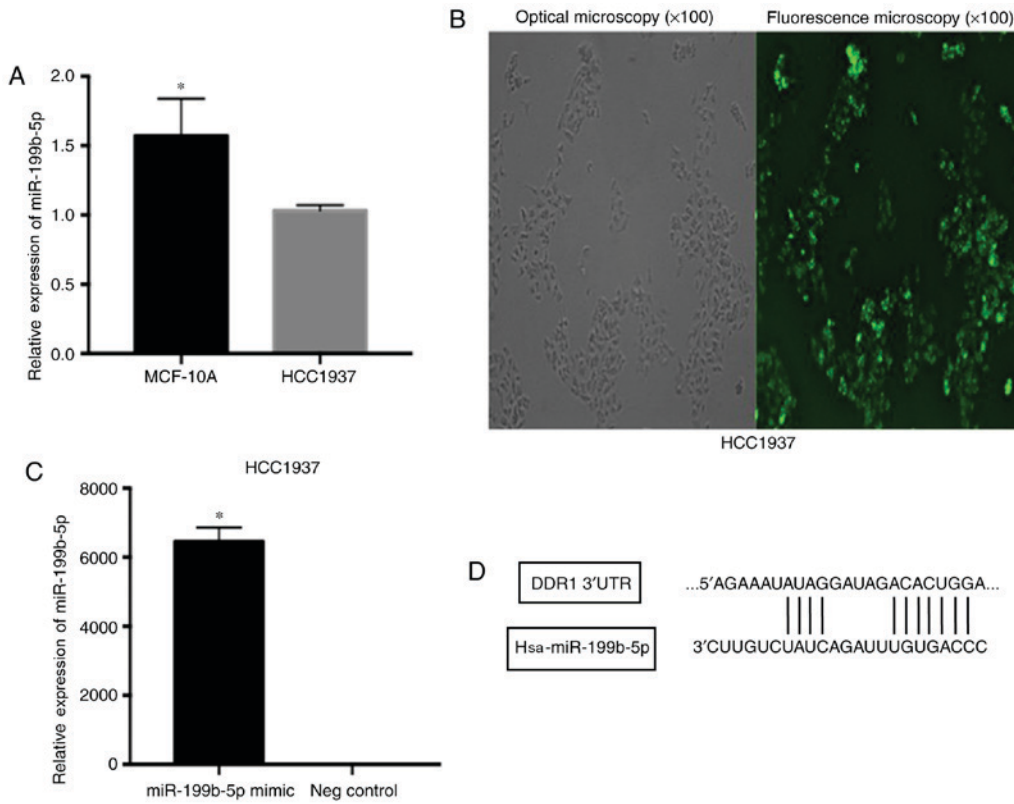 A
Relative expression of miR-199b-5p
2.0
1.5
1.0
0.5
0.0
*
MCF-10A
HCC1937
B
Optical microscopy (×100)
Fluorescence microscopy (×100)
HCC1937
C
HCC1937
Relative expression of miR-199b-5p
8000
6000
4000
2000
0
*
miR-199b-5p mimic
Neg control
D
DDR1 3′UTR
...5′AGAAAUAUAGGAUAGACACUGGA...
Hsa-miR-199b-5p
3′CUUGUCUAUCAGAUUUGUGACCC